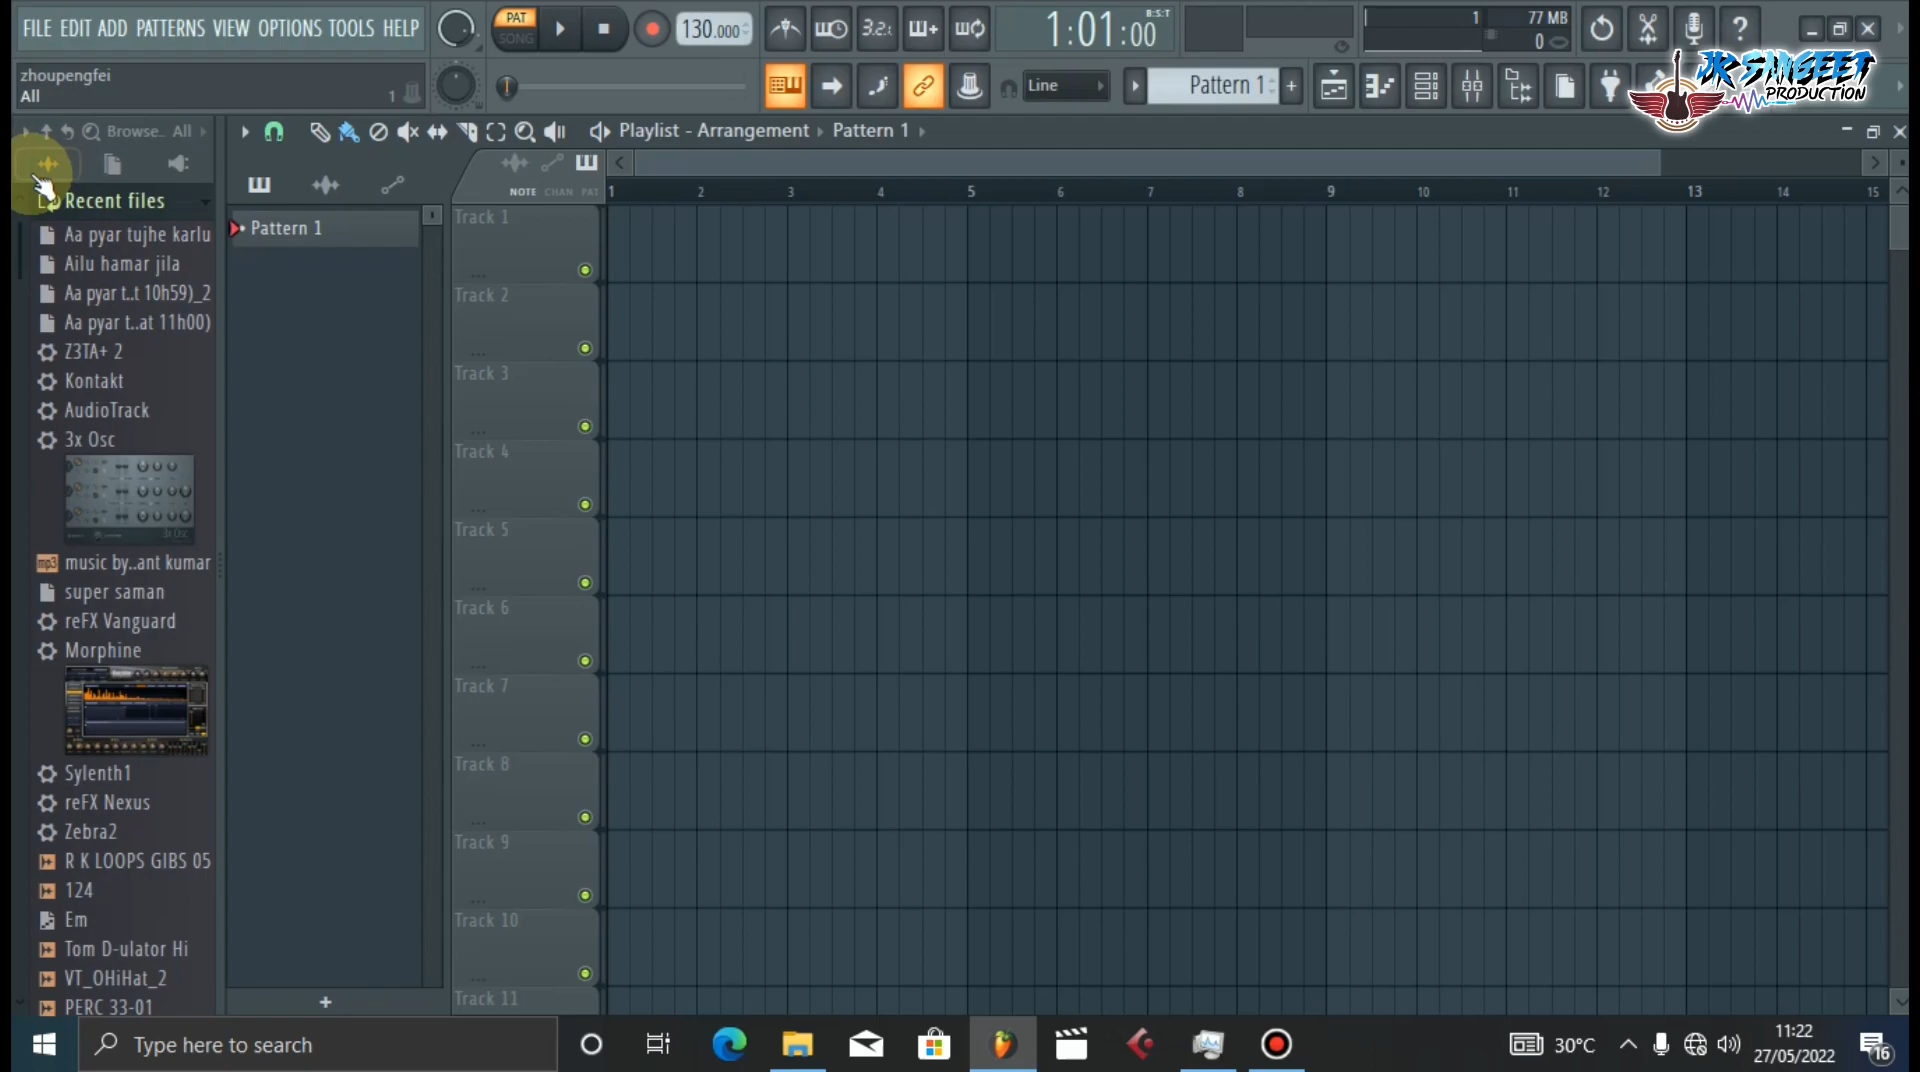 FILE EDIT ADD PATTERNS VIEW OPTIONS TOOLS HELP
PAT
SONG
130.000
3.2
1:01:00
B:S:T
1
77 MB
0
zhoupengfei
All
1
Line
Pattern 1
JK SANGEET
PRODUCTION
Browse.. All
Playlist - Arrangement › Pattern 1 ›
NOTE CHAN PAT
1 2 3 4 5 6 7 8 9 10 11 12 13 14 15
Recent files
Aa pyar tujhe karlu
Ailu hamar jila
Aa pyar t..t 10h59)_2
Aa pyar t..at 11h00)
Z3TA+ 2
Kontakt
AudioTrack
3x Osc
3x Osc
mp3
music by..ant kumar
super saman
reFX Vanguard
Morphine
Sylenth1
reFX Nexus
Zebra2
R K LOOPS GIBS 05
124
Em
Tom D-ulator Hi
VT_OHiHat_2
PERC 33-01
Pattern 1
Track 1
Track 2
Track 3
Track 4
Track 5
Track 6
Track 7
Track 8
Track 9
Track 10
Track 11
Type here to search
30°C
11:22
27/05/2022
16